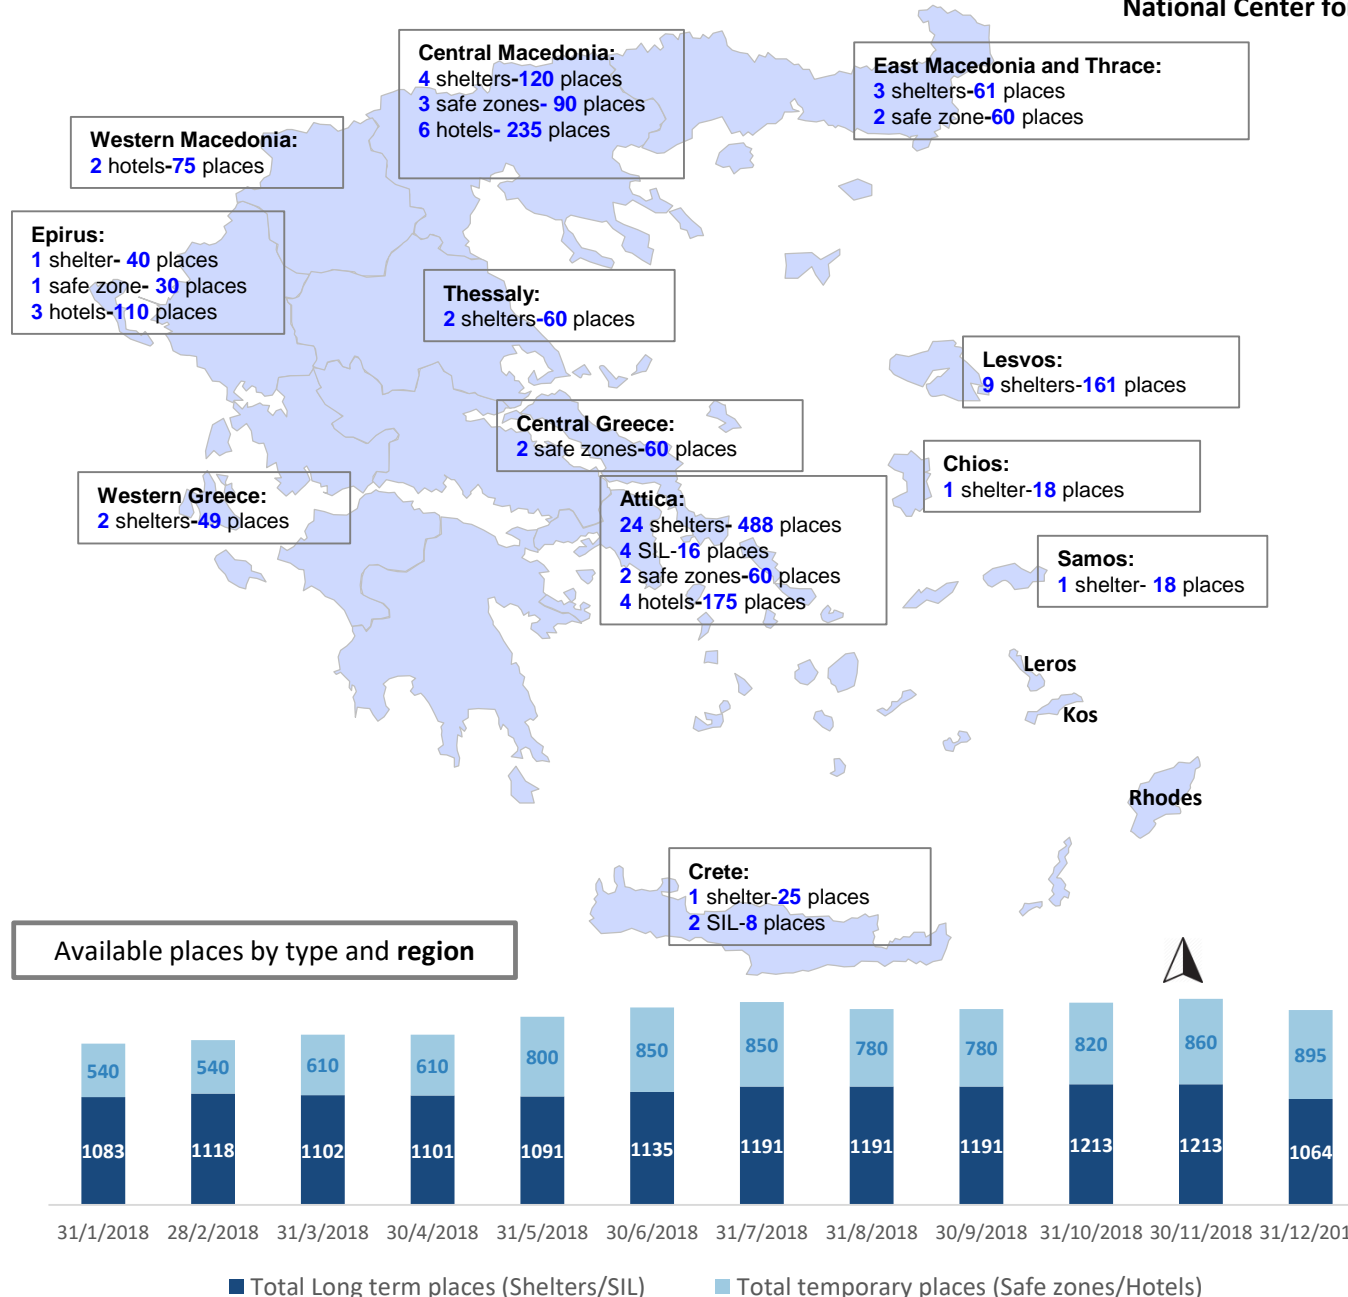 National Center fo
Central Macedonia:
4 shelters-120 places
3 safe zones- 90 places
6 hotels- 235 places
East Macedonia and Thrace:
3 shelters-61 places
2 safe zone-60 places
Western Macedonia:
2 hotels-75 places
Epirus:
1 shelter- 40 places
1 safe zone- 30 places
3 hotels-110 places
Thessaly:
2 shelters-60 places
Lesvos:
9 shelters-161 places
Central Greece:
2 safe zones-60 places
Chios:
1 shelter-18 places
Western Greece:
2 shelters-49 places
Attica:
24 shelters- 488 places
4 SIL-16 places
2 safe zones-60 places
4 hotels-175 places
Samos:
1 shelter- 18 places
Leros
Kos
Rhodes
Crete:
1 shelter-25 places
2 SIL-8 places
Available places by type and region
540 540 610 610 800 850 850 780 780 820 860 895
1083 1118 1102 1101 1091 1135 1191 1191 1191 1213 1213 1064
31/1/2018 28/2/2018 31/3/2018 30/4/2018 31/5/2018 30/6/2018 31/7/2018 31/8/2018 30/9/2018 31/10/2018 30/11/2018 31/12/201
Total Long term places (Shelters/SIL) Total temporary places (Safe zones/Hotels)